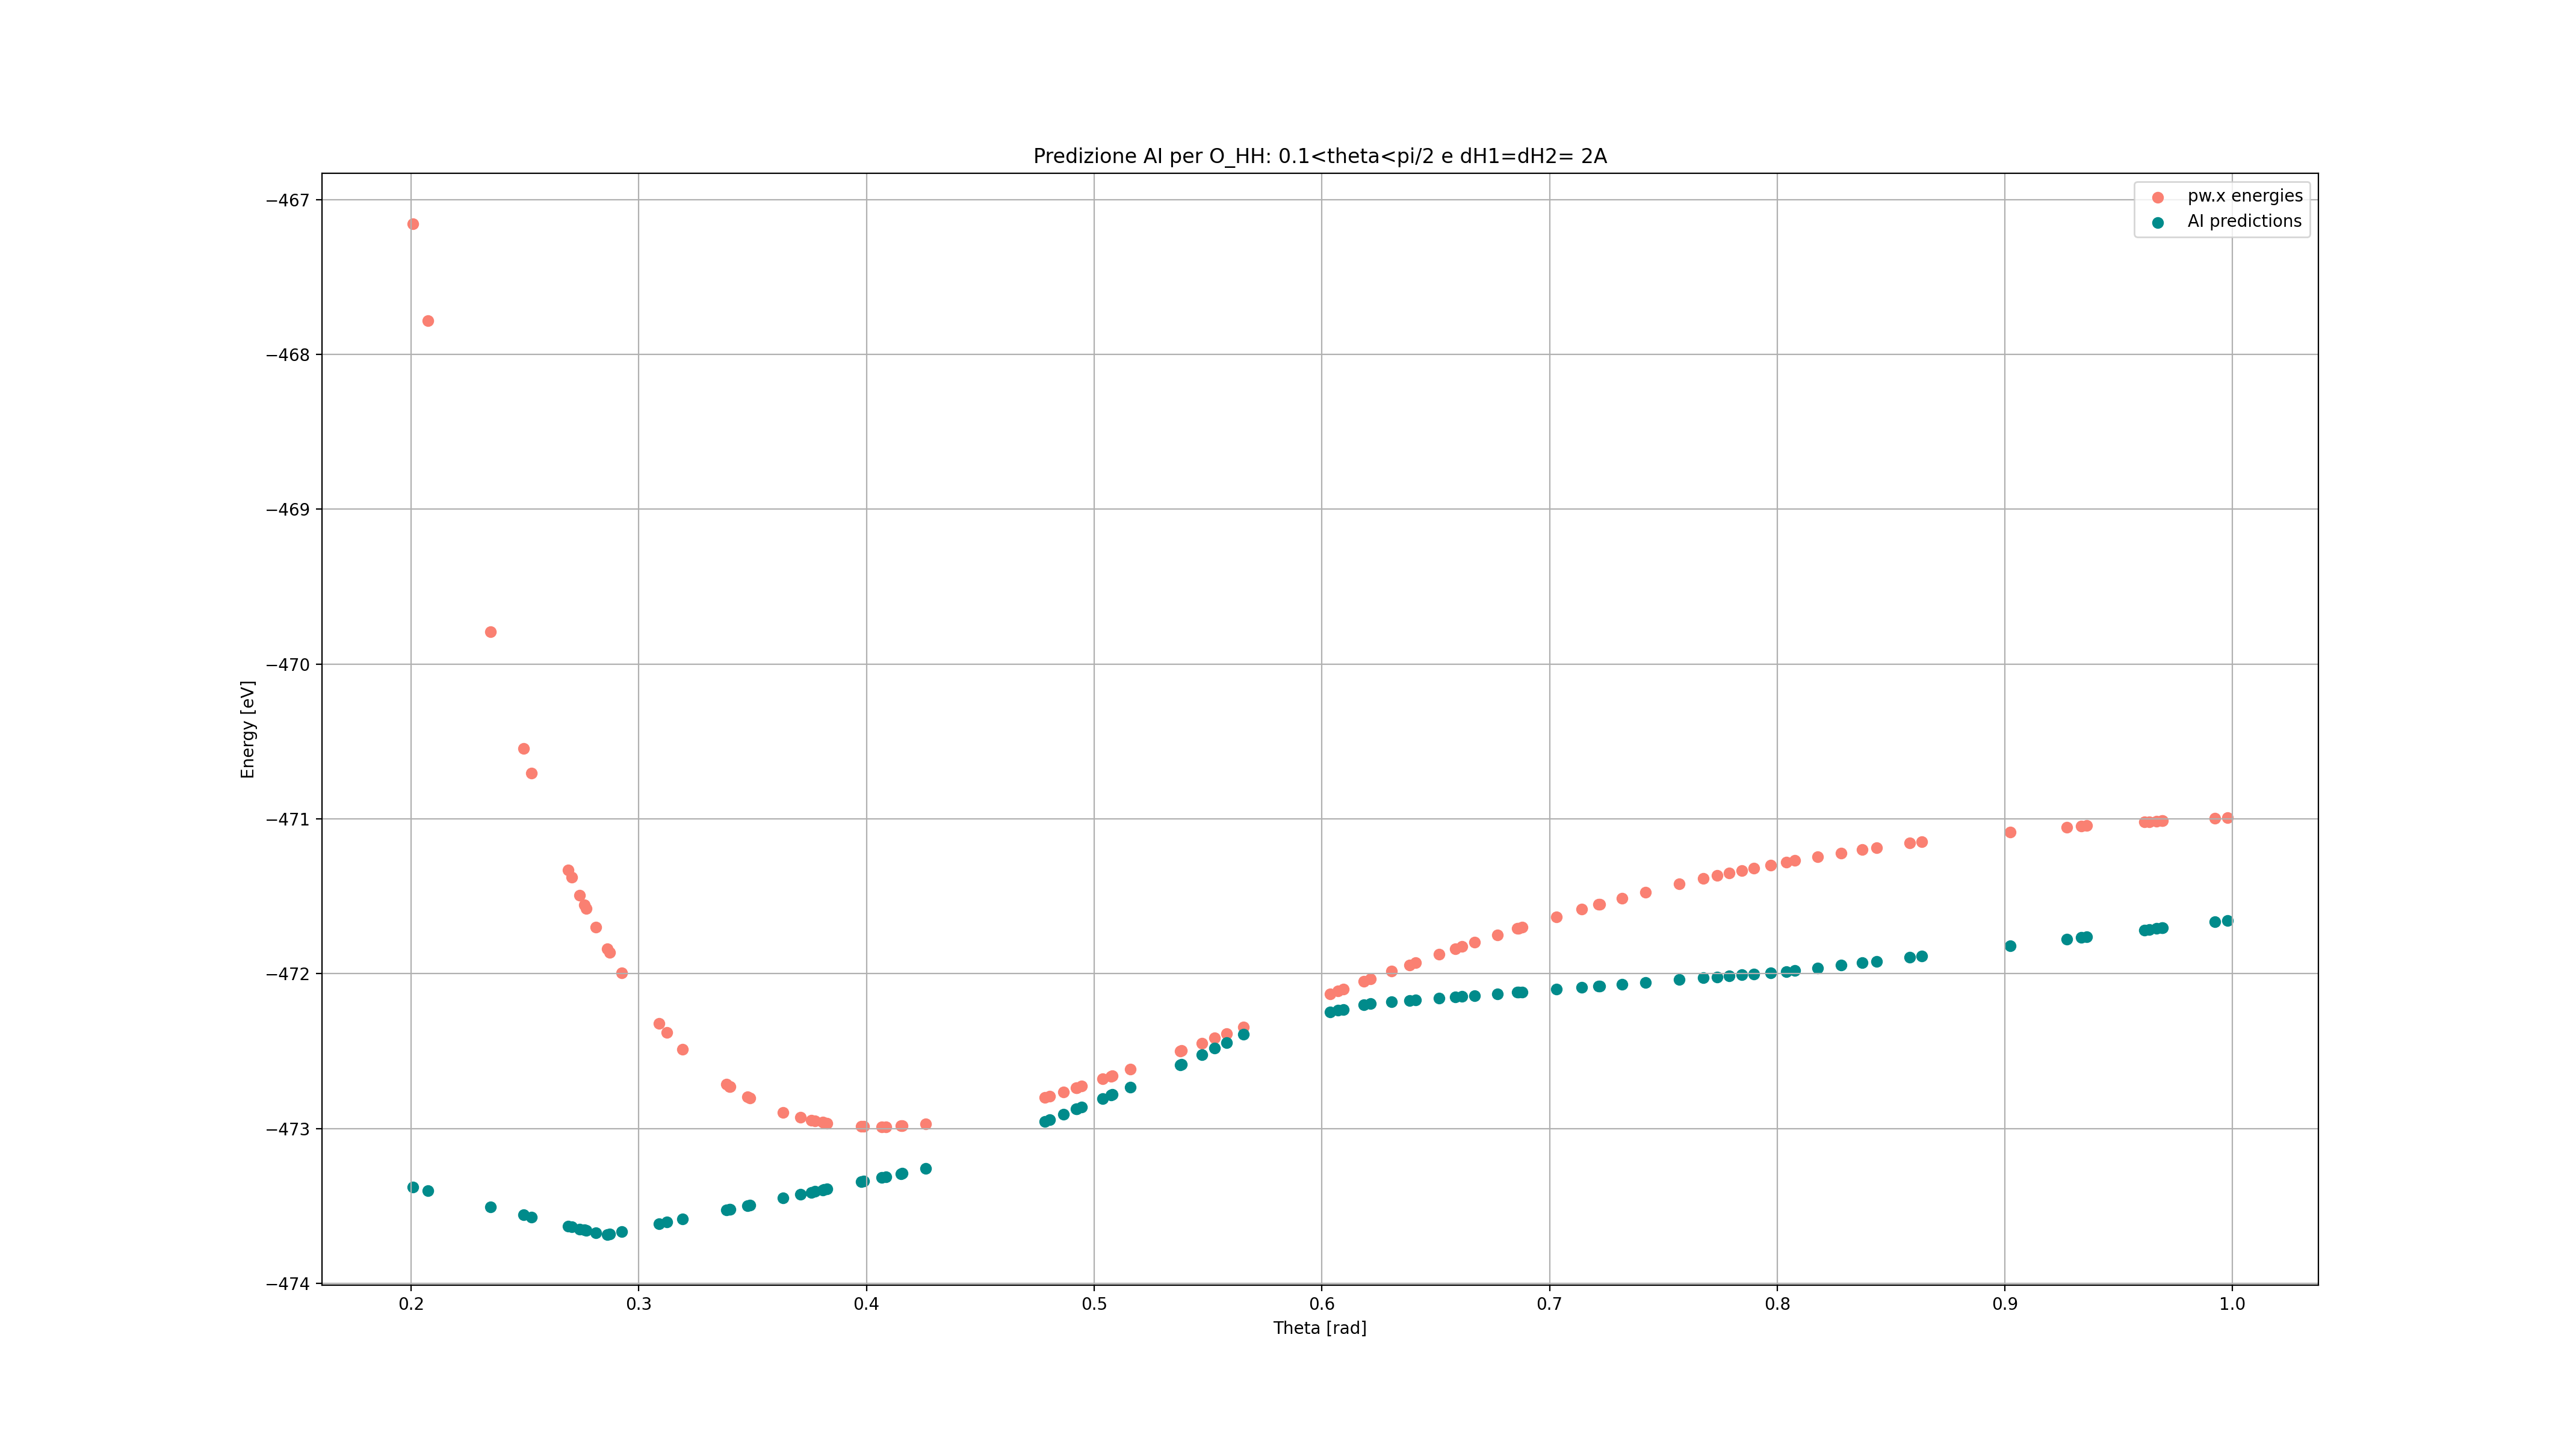 Predizione AI per O_HH: 0.1<theta<pi/2 e dH1=dH2= 2A
pw.x energies
AI predictions
−467
−468
−469
−470
−471
−472
−473
−474
Energy [eV]
0.2 0.3 0.4 0.5 0.6 0.7 0.8 0.9 1.0
Theta [rad]